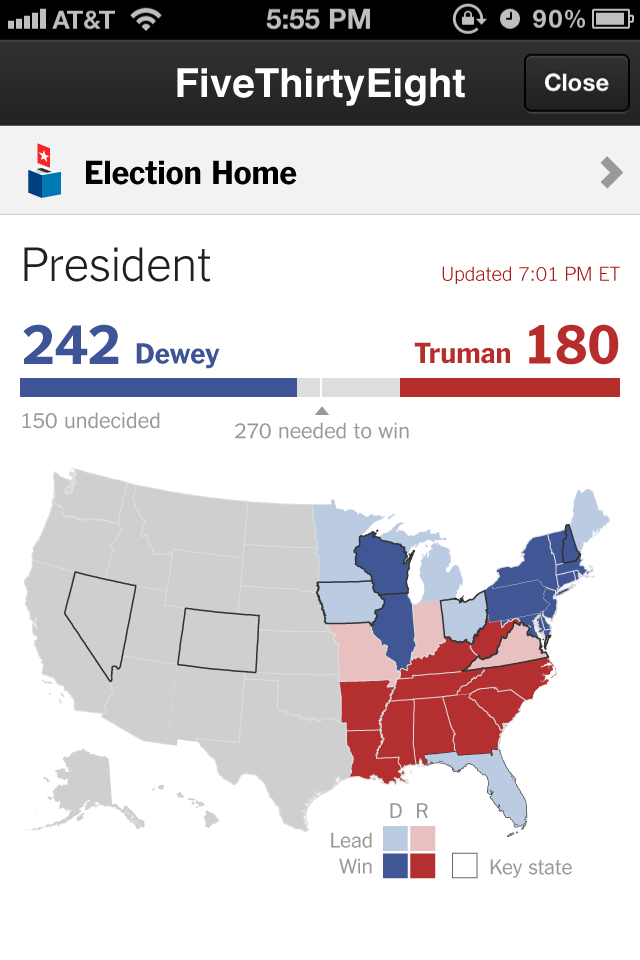 AT&T 5:55 PM 90%
FiveThirtyEight Close
Election Home
President Updated 7:01 PM ET
242 Dewey Truman 180
150 undecided
270 needed to win
D R
Lead
Win Key state